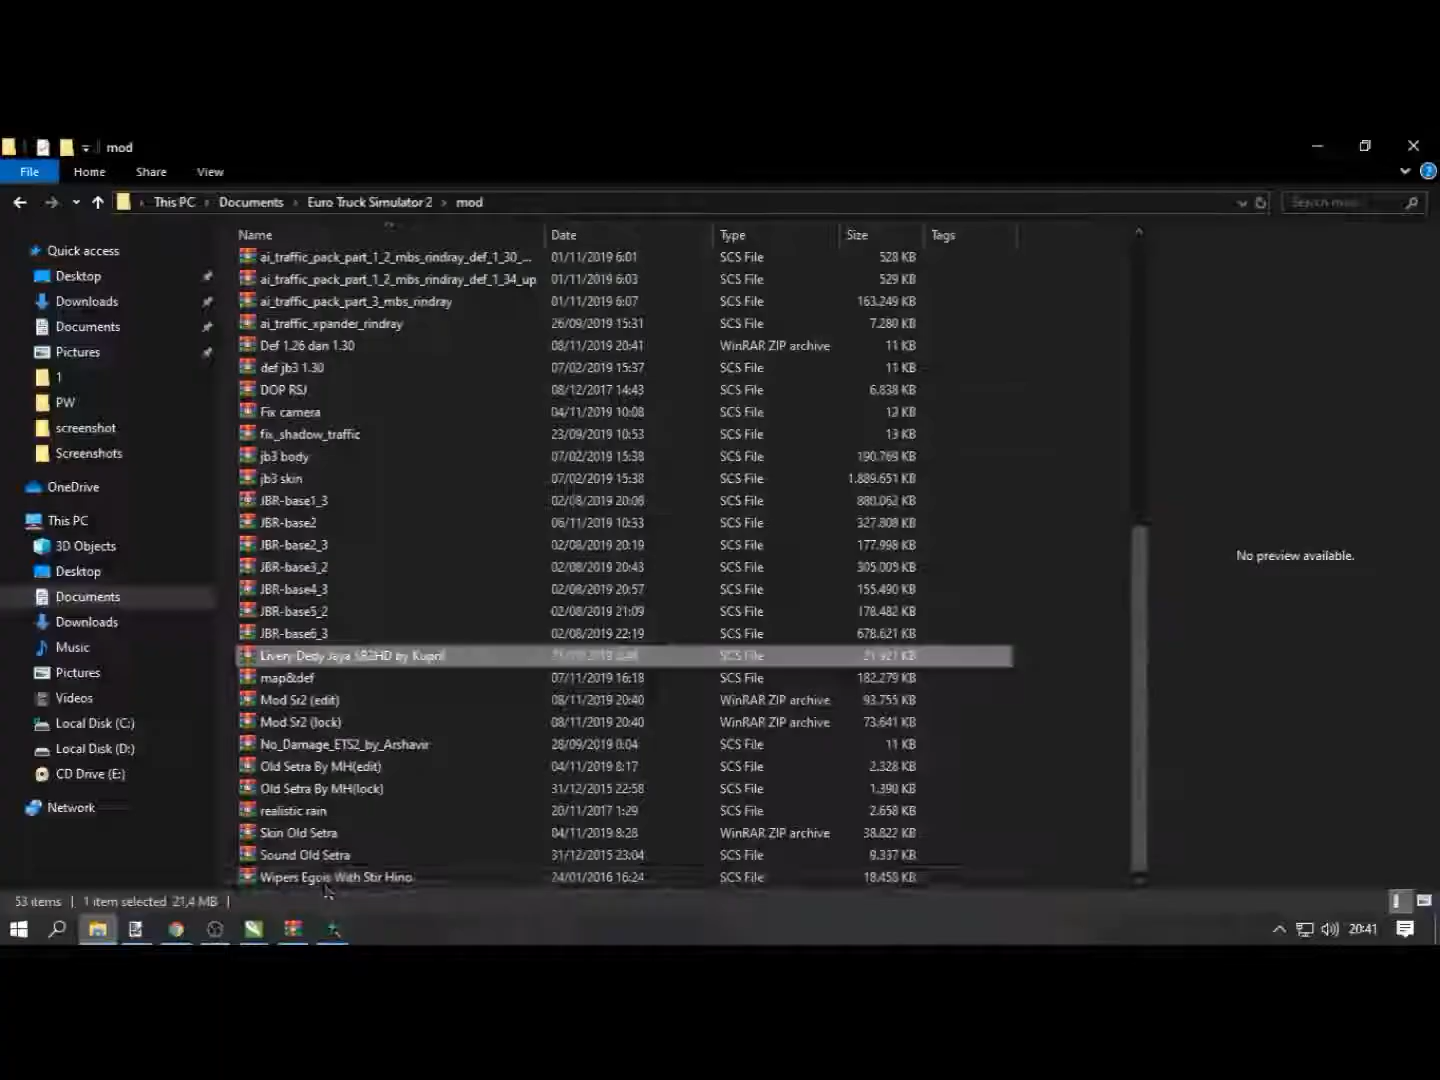 mod
File Home Share View
This PC Documents Euro Truck Simulator 2 mod Search mod
Name Date Type Size Tags
Quick access
Desktop
Downloads
Documents
Pictures
1
PW
screenshot
Screenshots
OneDrive
This PC
3D Objects
Desktop
Documents
Downloads
Music
Pictures
Videos
Local Disk (C:)
Local Disk (D:)
CD Drive (E:)
Network
ai_traffic_pack_part_1_2_mbs_rindray_def_1_30_... 01/11/2019 6:01 SCS File 528 KB
ai_traffic_pack_part_1_2_mbs_rindray_def_1_34_up 01/11/2019 6:03 SCS File 529 KB
ai_traffic_pack_part_3_mbs_rindray 01/11/2019 6:07 SCS File 163.249 KB
ai_traffic_xpander_rindray 26/09/2019 15:31 SCS File 7.280 KB
Def 1.26 dan 1.30 08/11/2019 20:41 WinRAR ZIP archive 11 KB
def jb3 1.30 07/02/2019 15:37 SCS File 11 KB
DOP RSJ 08/12/2017 14:43 SCS File 6.838 KB
Fix camera 04/11/2019 10:08 SCS File 13 KB
fix_shadow_traffic 23/09/2019 10:53 SCS File 13 KB
jb3 body 07/02/2019 15:38 SCS File 190.769 KB
jb3 skin 07/02/2019 15:38 SCS File 1.889.651 KB
JBR-base1_3 02/08/2019 20:08 SCS File 880.062 KB
JBR-base2 06/11/2019 10:33 SCS File 327.808 KB
JBR-base2_3 02/08/2019 20:19 SCS File 177.998 KB
JBR-base3_2 02/08/2019 20:43 SCS File 305.009 KB
JBR-base4_3 02/08/2019 20:57 SCS File 155.490 KB
JBR-base5_2 02/08/2019 21:09 SCS File 178.482 KB
JBR-base6_3 02/08/2019 22:19 SCS File 678.621 KB
Livery Dedy Jaya by SCS File 21.921 KB
map&def 07/11/2019 16:18 SCS File 182.279 KB
Mod Sr2 (edit) 08/11/2019 20:40 WinRAR ZIP archive 93.755 KB
Mod Sr2 (lock) 08/11/2019 20:40 WinRAR ZIP archive 73.641 KB
No_Damage_ETS2_by_Arshavir 28/09/2019 0:04 SCS File 11 KB
Old Setra By MH(edit) 04/11/2019 8:17 SCS File 2.328 KB
Old Setra By MH(lock) 31/12/2015 22:58 SCS File 1.390 KB
realistic rain 20/11/2017 1:29 SCS File 2.658 KB
Skin Old Setra 04/11/2019 8:28 WinRAR ZIP archive 38.822 KB
Sound Old Setra 31/12/2015 23:04 SCS File 9.337 KB
Wipers Egois With Stir Hino 24/01/2016 16:24 SCS File 18.458 KB
No preview available.
53 items 1 item selected 21,4 MB
20:41